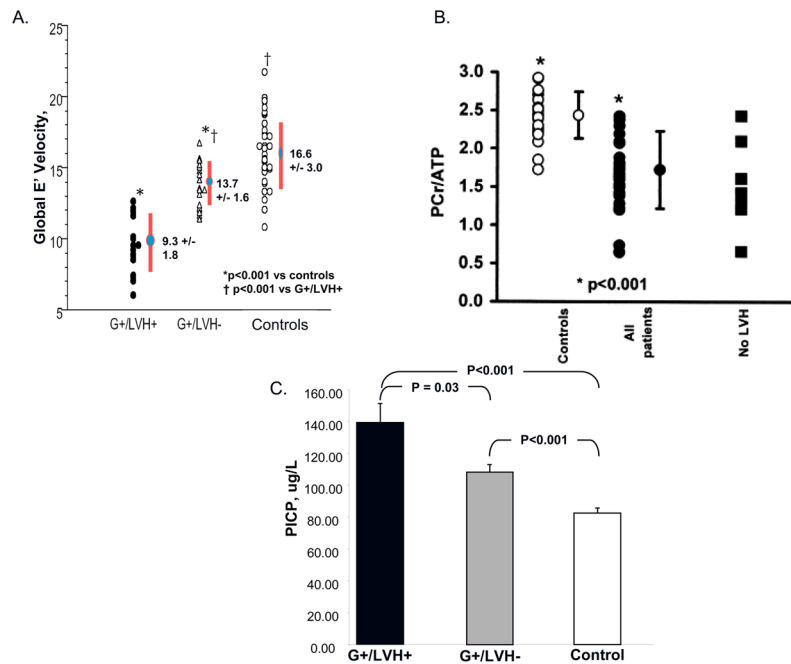 A.
25
20
15
10
5
Global E' Velocity,
*
*†
†
9.3 +/-
1.8
13.7
+/- 1.6
16.6
+/- 3.0
*p<0.001 vs controls
† p<0.001 vs G+/LVH+
G+/LVH+
G+/LVH-
Controls
B.
3.0
2.5
2.0
1.5
1.0
0.5
0.0
PCr/ATP
*
*
* p<0.001
Controls
All
patients
No LVH
C.
160.00
140.00
120.00
100.00
80.00
60.00
40.00
20.00
0.00
PICP, ug/L
P<0.001
P = 0.03
P<0.001
G+/LVH+
G+/LVH-
Control